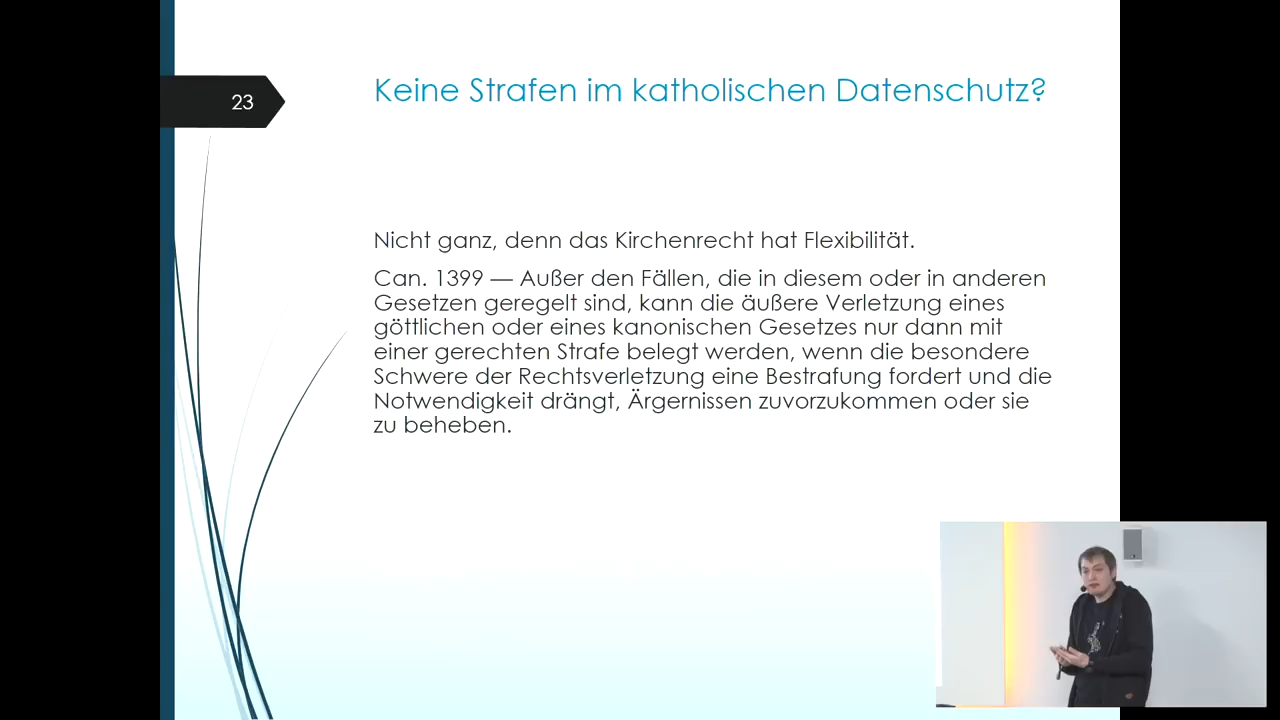 23
Keine Strafen im katholischen Datenschutz?
Nicht ganz, denn das Kirchenrecht hat Flexibilität.
Can. 1399 — Außer den Fällen, die in diesem oder in anderen
Gesetzen geregelt sind, kann die äußere Verletzung eines
göttlichen oder eines kanonischen Gesetzes nur dann mit
einer gerechten Strafe belegt werden, wenn die besondere
Schwere der Rechtsverletzung eine Bestrafung fordert und die
Notwendigkeit drängt, Ärgernissen zuvorzukommen oder sie
zu beheben.